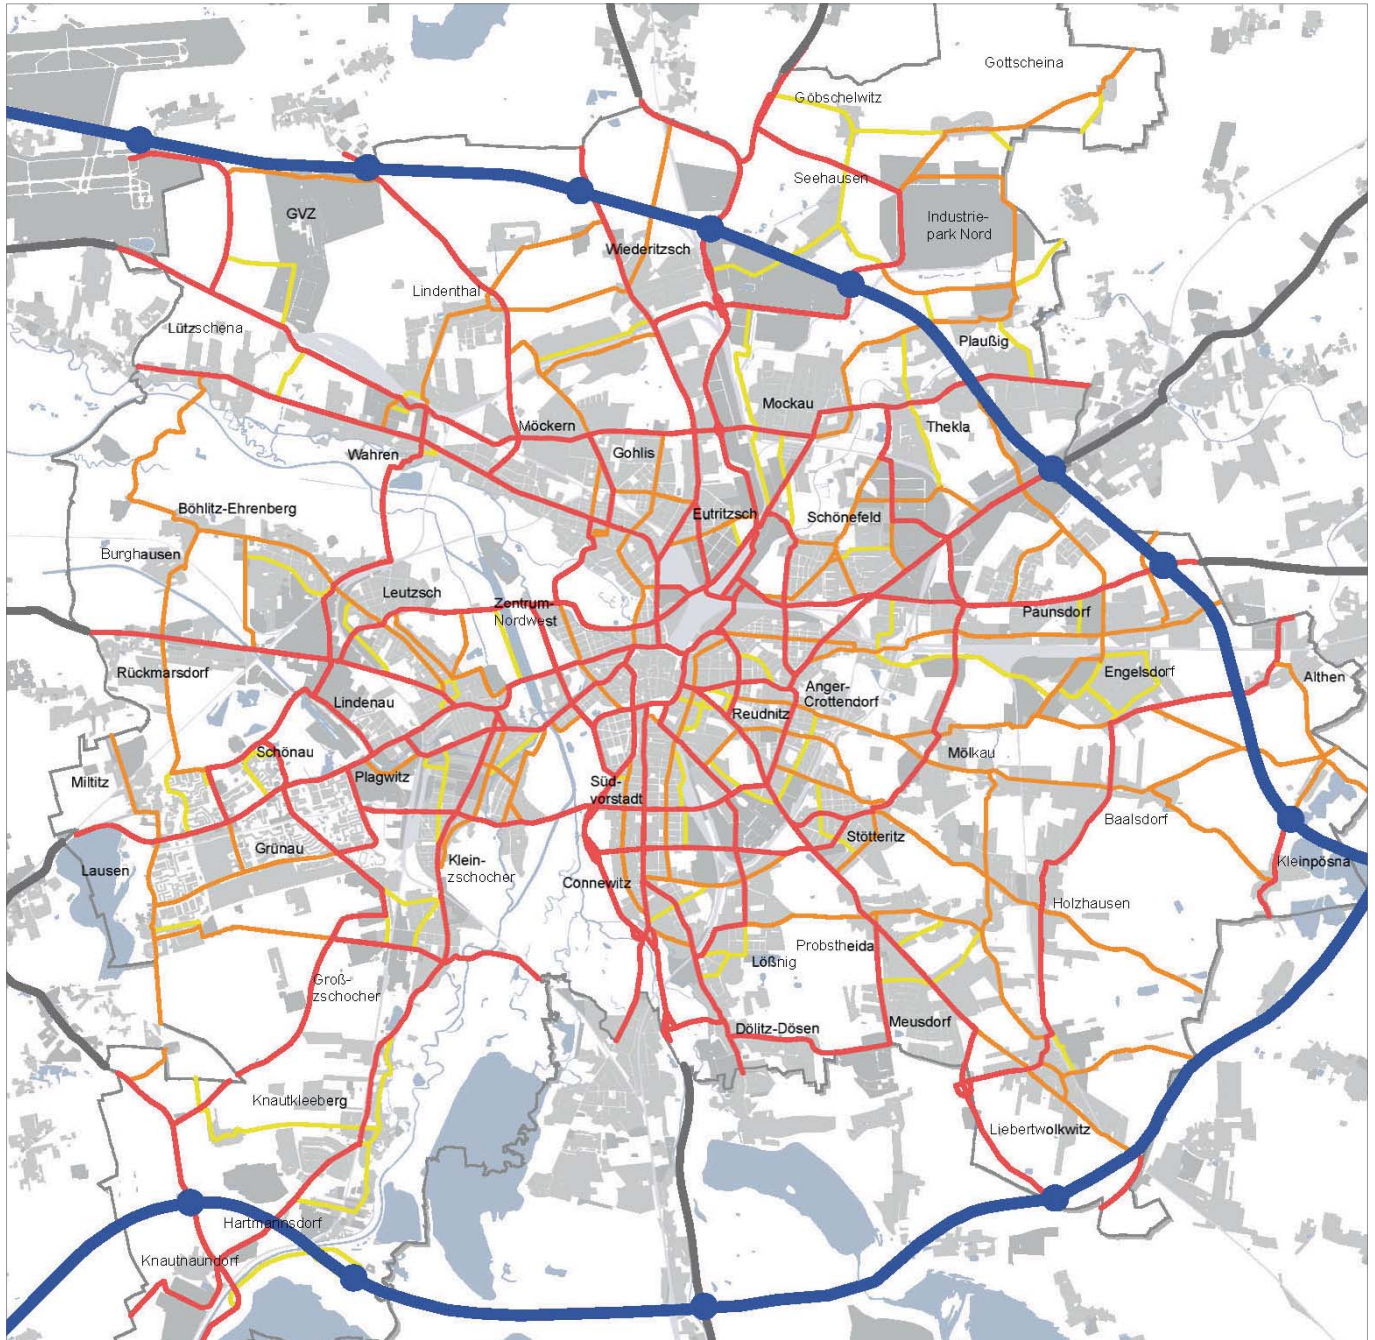 Gottscheina
Göbschelwitz
Seehausen
GVZ
Industrie-
park Nord
Wiederitzsch
Lindenthal
Lützschena
Plaußig
Mockau
Möckern
Thekla
Wahren
Gohlis
Böhlitz-Ehrenberg
Eutritzsch
Schönefeld
Burghausen
Leutzsch
Zentrum-
Nordwest
Paunsdorf
Rückmarsdorf
Engelsdorf
Althen
Lindenau
Anger-
Crottendorf
Reudnitz
Schönau
Mölkau
Miltitz
Plagwitz
Süd-
vorstadt
Baalsdorf
Stötteritz
Grünau
Klein-
zschocher
Kleinpösna
Lausen
Connewitz
Holzhausen
Probstheida
Lößnig
Groß-
zschocher
Dölitz-Dösen
Meusdorf
Knautkleeberg
Liebertwolkwitz
Hartmannsdorf
Knauthaundorf